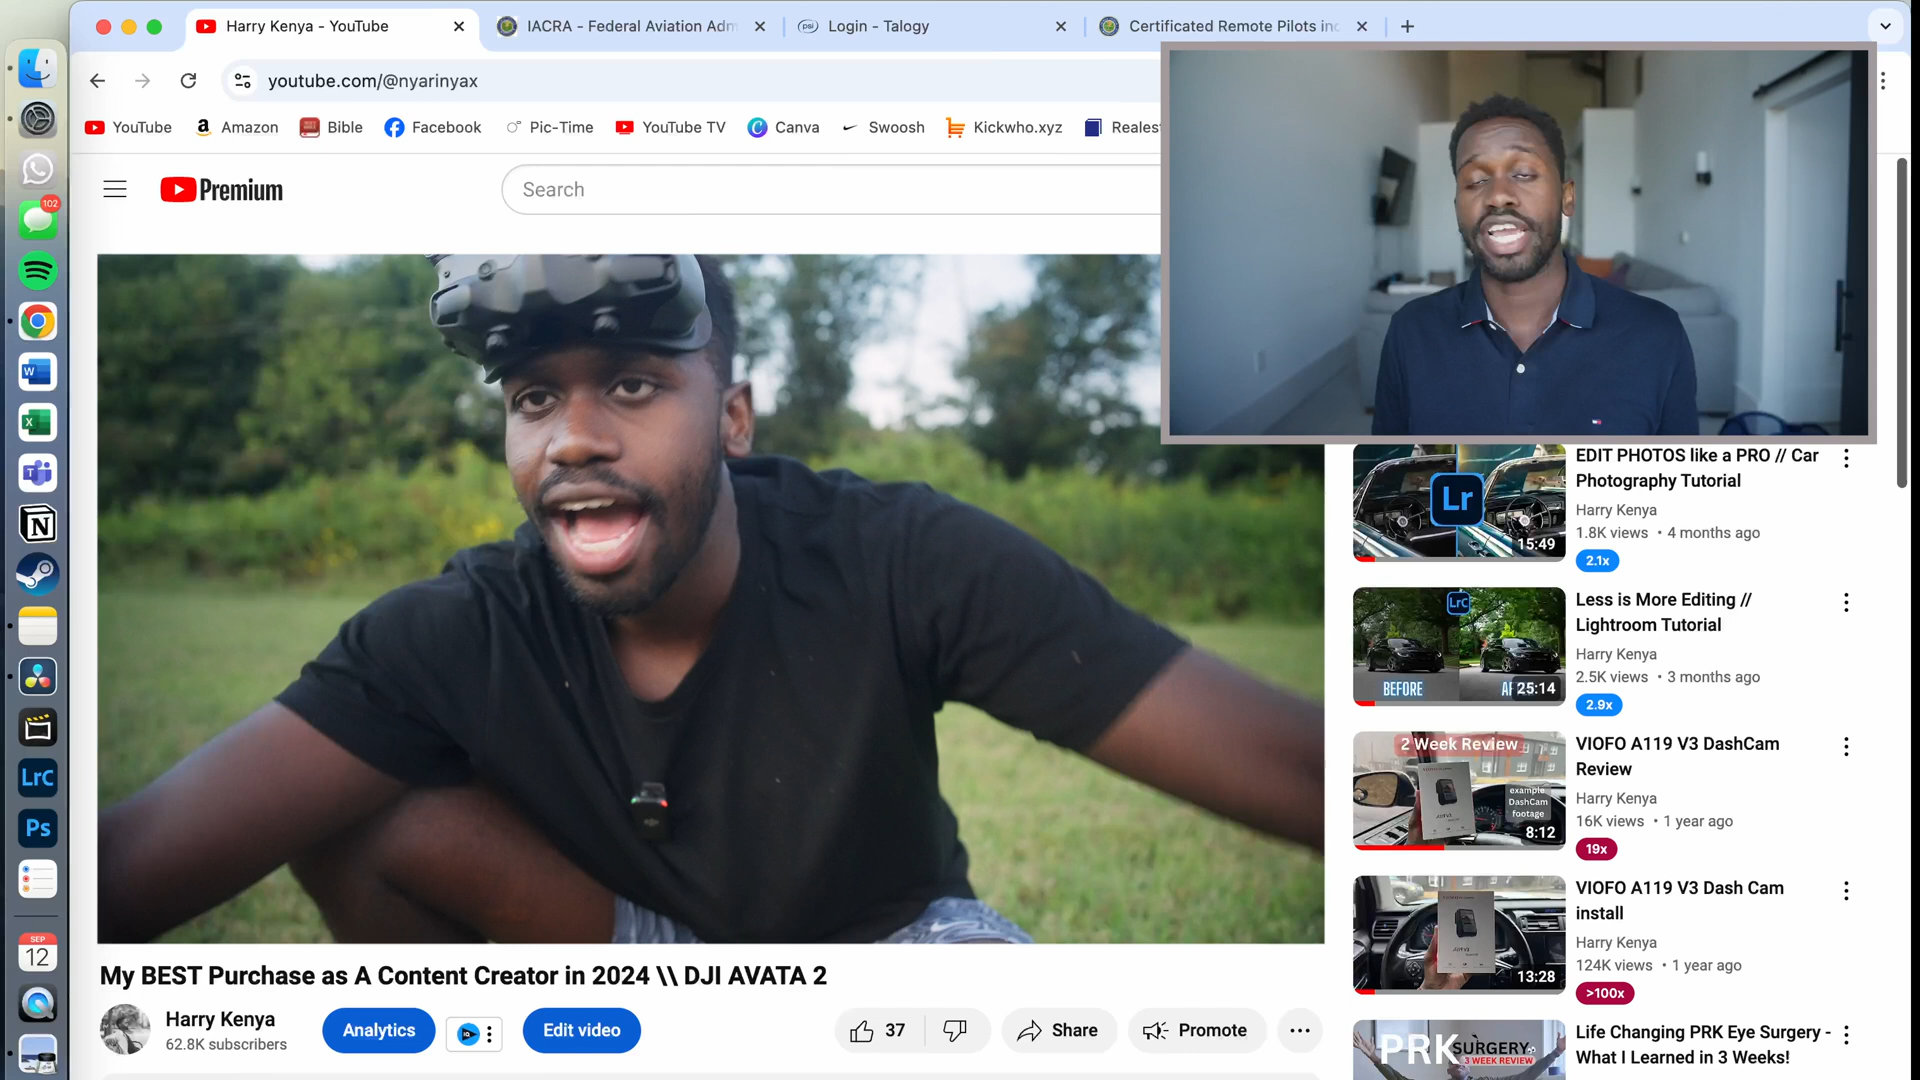 Harry Kenya - YouTube
IACRA - Federal Aviation Adm
psi
Login - Talogy
Certificated Remote Pilots inc
youtube.com/@nyarinyax
YouTube
Amazon
Bible
Facebook
Pic-Time
YouTube TV
Canva
Swoosh
Kickwho.xyz
Realest
Premium
Search
102
LrC
Ps
SEP
12
Lr
15:49
EDIT PHOTOS like a PRO // Car
Photography Tutorial
Harry Kenya
1.8K views • 4 months ago
2.1x
LrC
BEFORE
AF
25:14
Less is More Editing //
Lightroom Tutorial
Harry Kenya
2.5K views • 3 months ago
2.9x
2 Week Review
example
DashCam
footage
8:12
VIOFO A119 V3 DashCam
Review
Harry Kenya
16K views • 1 year ago
19x
13:28
VIOFO A119 V3 Dash Cam
install
Harry Kenya
124K views • 1 year ago
>100x
PRK
SURGERY
3 WEEK REVIEW
Life Changing PRK Eye Surgery -
What I Learned in 3 Weeks!
My BEST Purchase as A Content Creator in 2024 \\ DJI AVATA 2
Harry Kenya
62.8K subscribers
Analytics
Edit video
37
Share
Promote